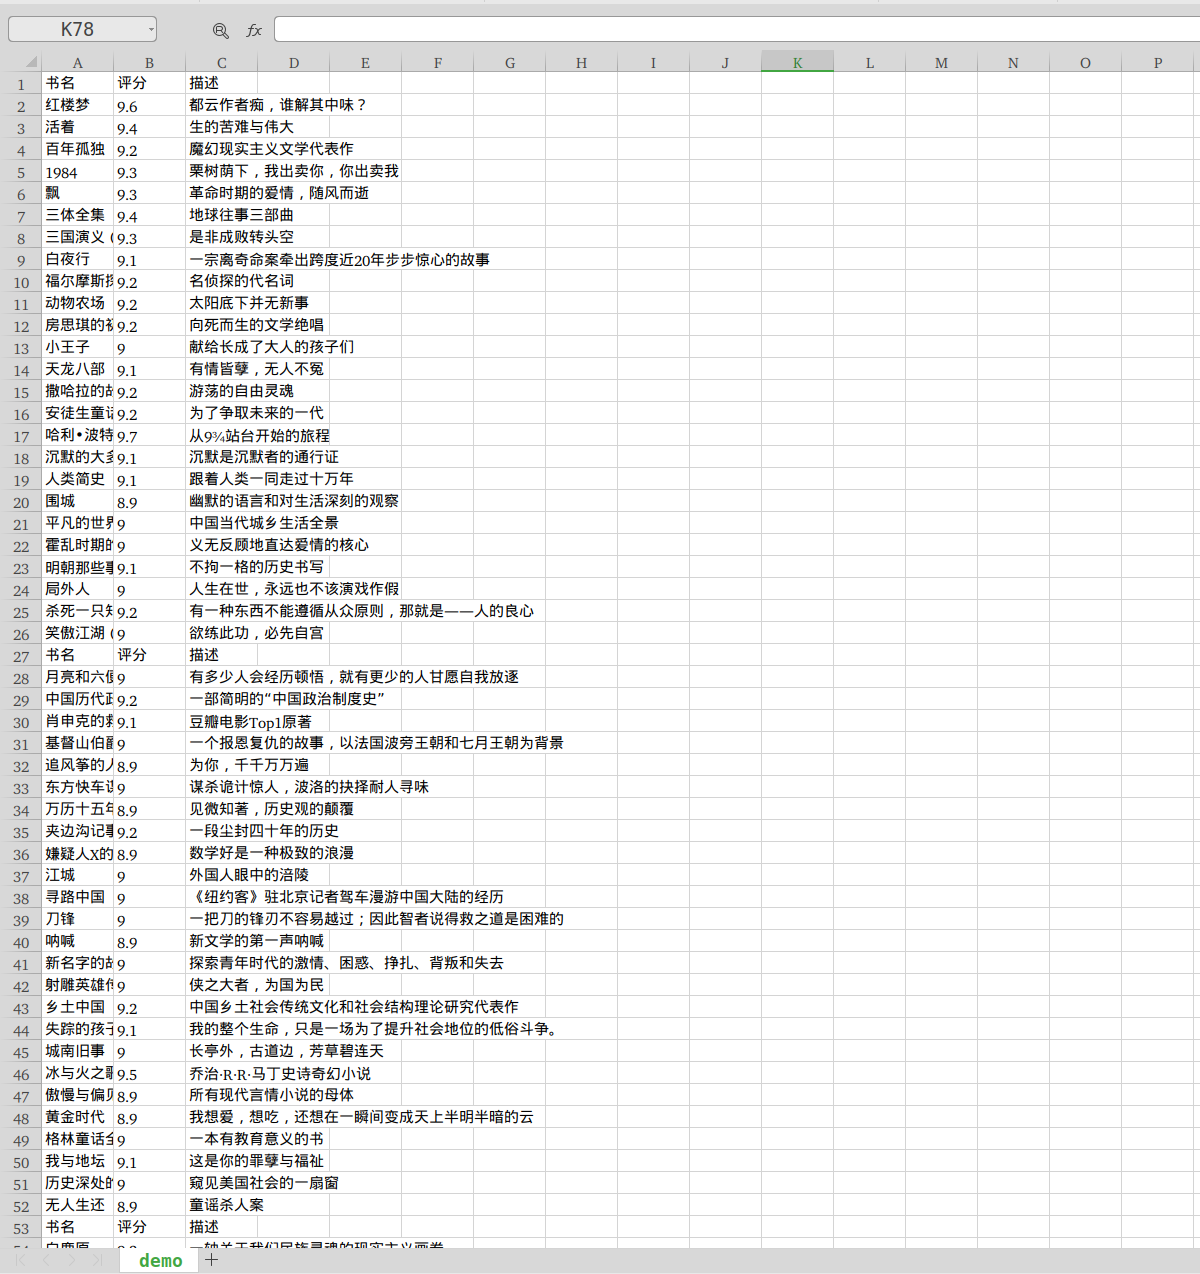 K78 fx
A B C D E F G H I J K L M N O P
1 书名 评分 描述
2 红楼梦 9.6 都云作者痴，谁解其中味？
3 活着 9.4 生的苦难与伟大
4 百年孤独 9.2 魔幻现实主义文学代表作
5 1984 9.3 栗树荫下，我出卖你，你出卖我
6 飘 9.3 革命时期的爱情，随风而逝
7 三体全集 9.4 地球往事三部曲
8 三国演义（ 9.3 是非成败转头空
9 白夜行 9.1 一宗离奇命案牵出跨度近20年步步惊心的故事
10 福尔摩斯探 9.2 名侦探的代名词
11 动物农场 9.2 太阳底下并无新事
12 房思琪的初 9.2 向死而生的文学绝唱
13 小王子 9 献给长成了大人的孩子们
14 天龙八部 9.1 有情皆孽，无人不冤
15 撒哈拉的故 9.2 游荡的自由灵魂
16 安徒生童话 9.2 为了争取未来的一代
17 哈利•波特 9.7 从9¾站台开始的旅程
18 沉默的大多 9.1 沉默是沉默者的通行证
19 人类简史 9.1 跟着人类一同走过十万年
20 围城 8.9 幽默的语言和对生活深刻的观察
21 平凡的世界 9 中国当代城乡生活全景
22 霍乱时期的 9 义无反顾地直达爱情的核心
23 明朝那些事 9.1 不拘一格的历史书写
24 局外人 9 人生在世，永远也不该演戏作假
25 杀死一只知 9.2 有一种东西不能遵循从众原则，那就是——人的良心
26 笑傲江湖（ 9 欲练此功，必先自宫
27 书名 评分 描述
28 月亮和六便 9 有多少人会经历顿悟，就有更少的人甘愿自我放逐
29 中国历代政 9.2 一部简明的“中国政治制度史”
30 肖申克的救 9.1 豆瓣电影Top1原著
31 基督山伯爵 9 一个报恩复仇的故事，以法国波旁王朝和七月王朝为背景
32 追风筝的人 8.9 为你，千千万万遍
33 东方快车谋 9 谋杀诡计惊人，波洛的抉择耐人寻味
34 万历十五年 8.9 见微知著，历史观的颠覆
35 夹边沟记事 9.2 一段尘封四十年的历史
36 嫌疑人X的 8.9 数学好是一种极致的浪漫
37 江城 9 外国人眼中的涪陵
38 寻路中国 9 《纽约客》驻北京记者驾车漫游中国大陆的经历
39 刀锋 9 一把刀的锋刃不容易越过；因此智者说得救之道是困难的
40 呐喊 8.9 新文学的第一声呐喊
41 新名字的故 9 探索青年时代的激情、困惑、挣扎、背叛和失去
42 射雕英雄传 9 侠之大者，为国为民
43 乡土中国 9.2 中国乡土社会传统文化和社会结构理论研究代表作
44 失踪的孩子 9.1 我的整个生命，只是一场为了提升社会地位的低俗斗争。
45 城南旧事 9 长亭外，古道边，芳草碧连天
46 冰与火之歌 9.5 乔治·R·R·马丁史诗奇幻小说
47 傲慢与偏见 8.9 所有现代言情小说的母体
48 黄金时代 8.9 我想爱，想吃，还想在一瞬间变成天上半明半暗的云
49 格林童话全 9 一本有教育意义的书
50 我与地坛 9.1 这是你的罪孽与福祉
51 历史深处的 9 窥见美国社会的一扇窗
52 无人生还 8.9 童谣杀人案
53 书名 评分 描述
demo